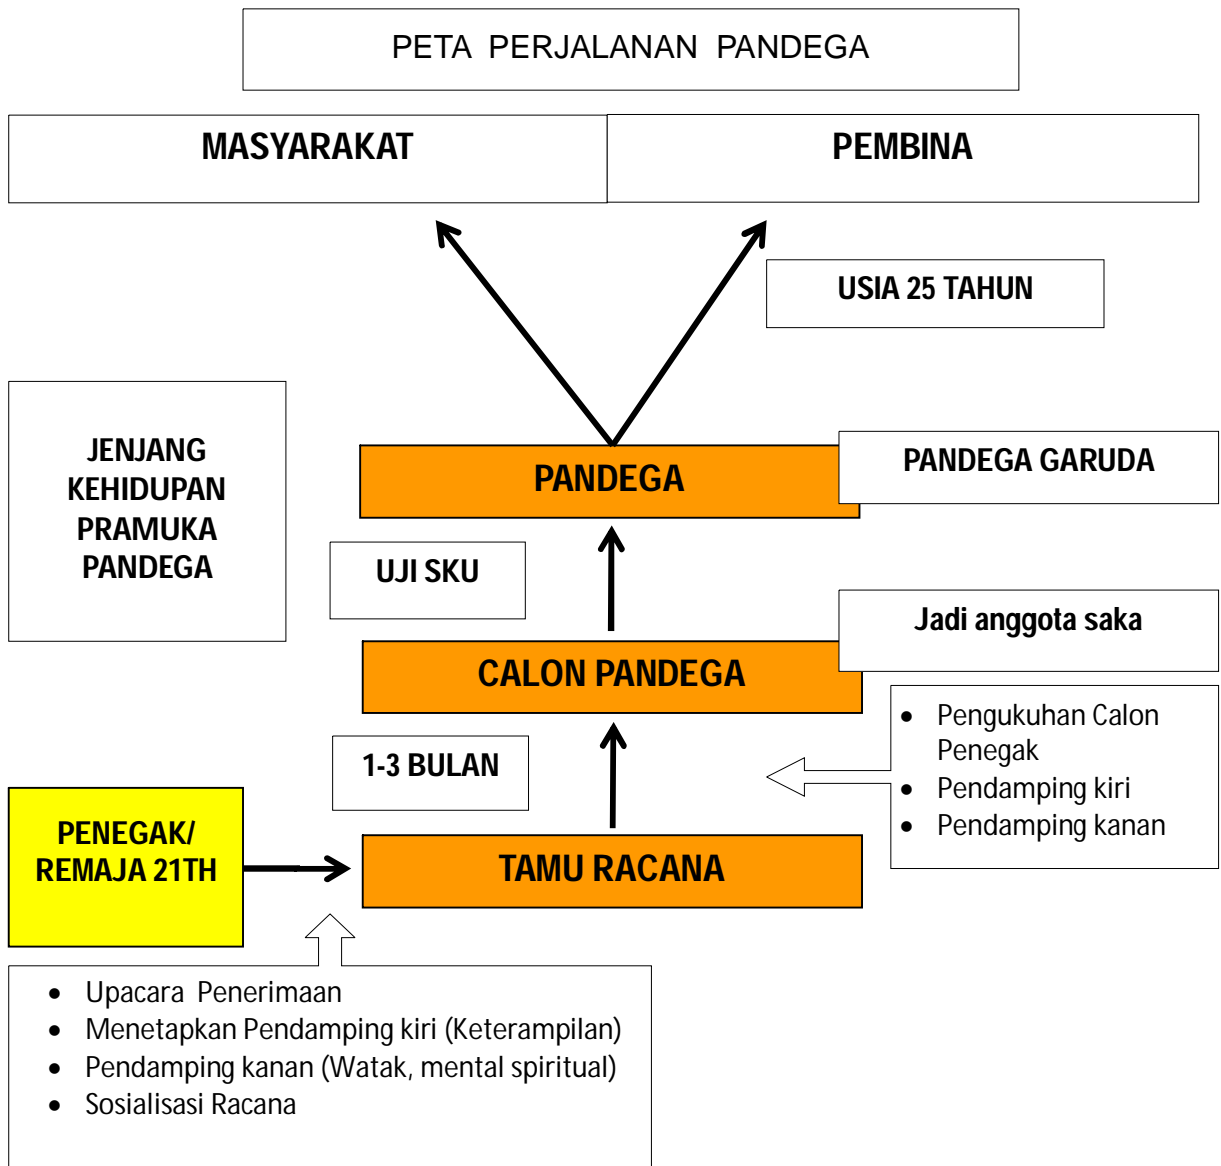 PETA PERJALANAN PANDEGA
MASYARAKAT
PEMBINA
USIA 25 TAHUN
JENJANG
KEHIDUPAN
PRAMUKA
PANDEGA
PANDEGA
PANDEGA GARUDA
UJI SKU
Jadi anggota saka
CALON PANDEGA
• Pengukuhan Calon
Penegak
• Pendamping kiri
• Pendamping kanan
1-3 BULAN
PENEGAK/
REMAJA 21TH
TAMU RACANA
• Upacara Penerimaan
• Menetapkan Pendamping kiri (Keterampilan)
• Pendamping kanan (Watak, mental spiritual)
• Sosialisasi Racana